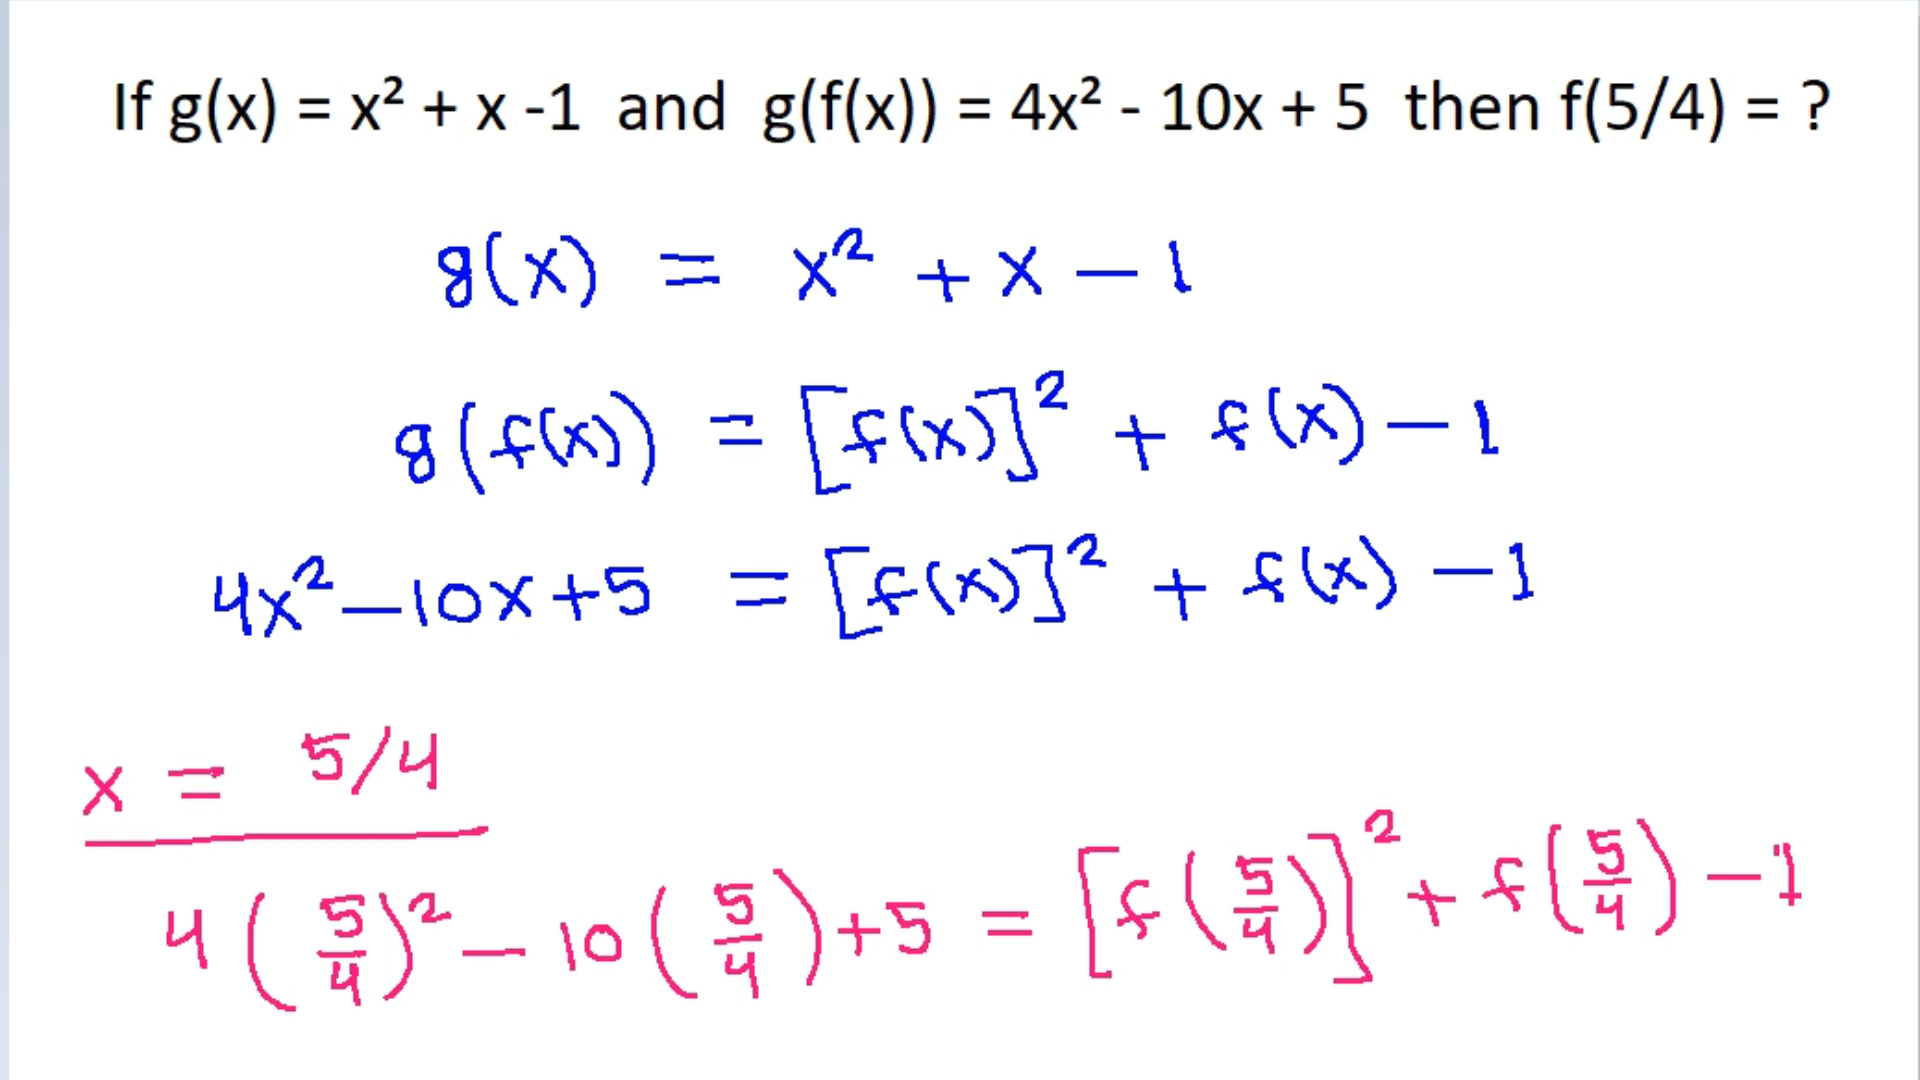 If g(x) = x² + x -1 and g(f(x)) = 4x² - 10x + 5 then f(5/4) = ?
g(x) = x² + x − 1
g(f(x)) = [f(x)]² + f(x) − 1
4x² − 10x + 5 = [f(x)]² + f(x) − 1
x = 5/4
4(5/4)² − 10(5/4) + 5 = [f(5/4)]² + f(5/4) − 1